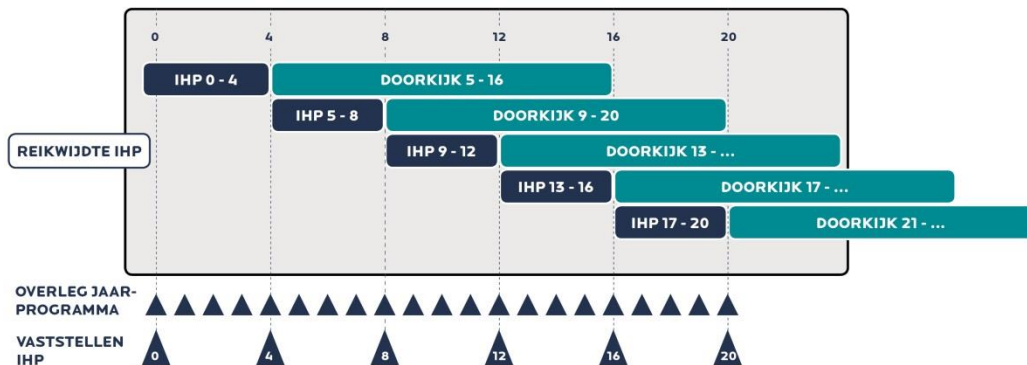 0 4 8 12 16 20
IHP 0 - 4 DOORKIJK 5 - 16
IHP 5 - 8 DOORKIJK 9 - 20
REIKWIJDTE IHP IHP 9 - 12 DOORKIJK 13 - ...
IHP 13 - 16 DOORKIJK 17 - ...
IHP 17 - 20 DOORKIJK 21 - ...
OVERLEG JAAR-
PROGRAMMA
VASTSTELLEN
IHP
0 4 8 12 16 20